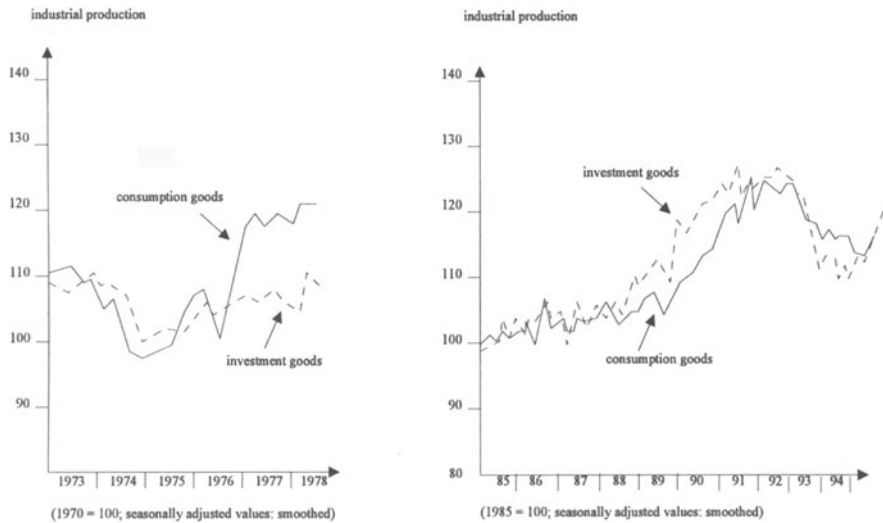 industrial production
140
130
120
110
100
90
consumption goods
investment goods
1973 1974 1975 1976 1977 1978
(1970 = 100; seasonally adjusted values: smoothed)
industrial production
140
130
120
110
100
90
80
investment goods
consumption goods
85 86 87 88 89 90 91 92 93 94
(1985 = 100; seasonally adjusted values: smoothed)